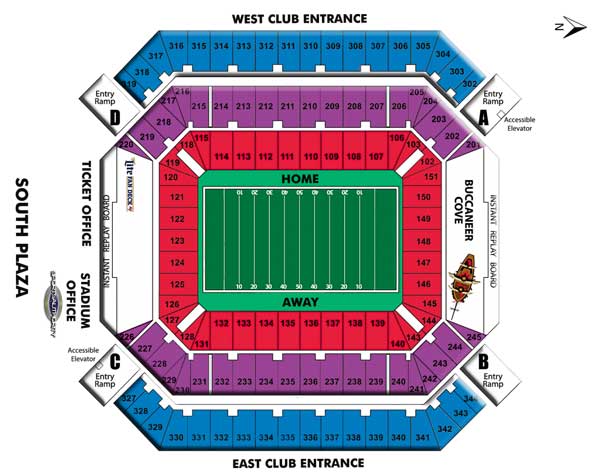 WEST CLUB ENTRANCE
N
316 315 314 313 312 311 310 309 308 307 306 305
317
318
319
304
303
302
Entry
Ramp
D
Entry
Ramp
A
Accessible
Elevator
216 215 214 213 212 211 210 209 208 207 206 205
204
203
202
218
219
220
115 114 113 112 111 110 109 108 107 106
118
119
103
102
120
121
122
123
124
125
126
127
128
151
150
149
148
147
146
145
144
143
HOME
10 20 30 40 50 40 30 20 10
10 20 30 40 50 40 30 20 10
AWAY
131 132 133 134 135 136 137 138 139 140
Lite
FAN DECK
TICKET OFFICE
INSTANT REPLAY BOARD
STADIUM
OFFICE
SOUTH PLAZA
BUCCANEER
COVE
INSTANT REPLAY BOARD
226
227
228
229
230
231 232 233 234 235 236 237 238 239 240 241
242
243
244
245
Accessible
Elevator
C
Entry
Ramp
B
Entry
Ramp
327
328
329
330 331 332 333 334 335 336 337 338 339 340 341
342
343
344
EAST CLUB ENTRANCE